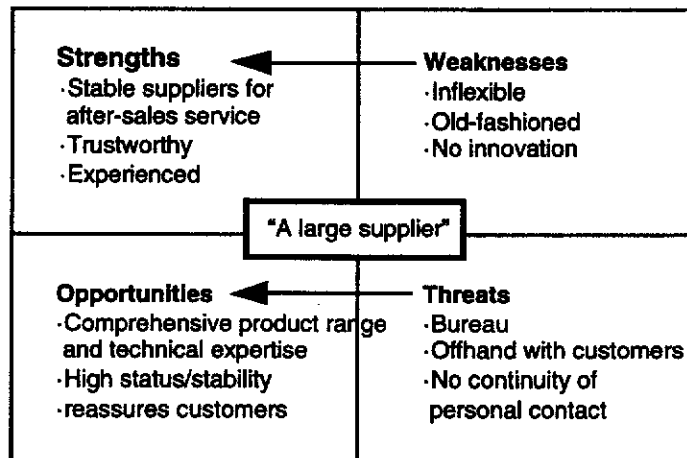 Strengths
·Stable suppliers for
after-sales service
·Trustworthy
·Experienced
Weaknesses
·Inflexible
·Old-fashioned
·No innovation
"A large supplier"
Opportunities
·Comprehensive product range
and technical expertise
·High status/stability
·reassures customers
Threats
·Bureau
·Offhand with customers
·No continuity of
personal contact